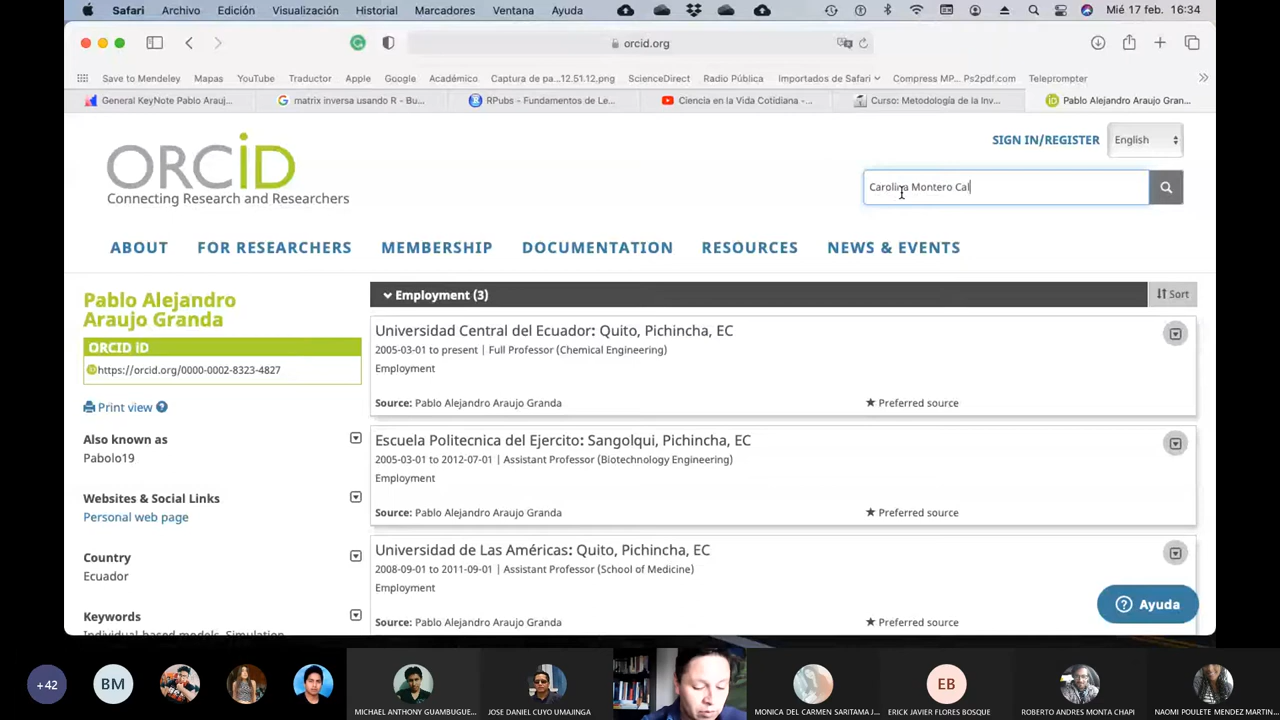 Safari Archivo Edición Visualización Historial Marcadores Ventana Ayuda Mié 17 feb. 16:34
orcid.org
Save to Mendeley Mapas YouTube Traductor Apple Google Académico Captura de pa...12.51.12.png ScienceDirect Radio Pública Importados de Safari Compress MP... Ps2pdf.com Teleprompter
General KeyNote Pablo Arauj... matrix inversa usando R - Bu... RPubs - Fundamentos de Le... Ciencia en la Vida Cotidiana -... Curso: Metodología de la Inv... Pablo Alejandro Araujo Gran...
SIGN IN/REGISTER English
ORCiD
Connecting Research and Researchers
Carolina Montero Cal
ABOUT FOR RESEARCHERS MEMBERSHIP DOCUMENTATION RESOURCES NEWS & EVENTS
Pablo Alejandro
Araujo Granda
ORCID iD
https://orcid.org/0000-0002-8323-4827
Print view
Also known as
Pabolo19
Websites & Social Links
Personal web page
Country
Ecuador
Keywords
Individual-based models, Simulation
Employment (3) Sort
Universidad Central del Ecuador: Quito, Pichincha, EC
2005-03-01 to present | Full Professor (Chemical Engineering)
Employment
Source: Pablo Alejandro Araujo Granda ★ Preferred source
Escuela Politecnica del Ejercito: Sangolqui, Pichincha, EC
2005-03-01 to 2012-07-01 | Assistant Professor (Biotechnology Engineering)
Employment
Source: Pablo Alejandro Araujo Granda ★ Preferred source
Universidad de Las Américas: Quito, Pichincha, EC
2008-09-01 to 2011-09-01 | Assistant Professor (School of Medicine)
Employment
Source: Pablo Alejandro Araujo Granda ★ Preferred source
Ayuda
+42 BM EB
MICHAEL ANTHONY GUAMBUGUE... JOSE DANIEL CUYO UMAJINGA MONICA DEL CARMEN SARITAMA J... ERICK JAVIER FLORES BOSQUE ROBERTO ANDRES MONTA CHAPI NAOMI POULETE MENDEZ MARTIN...